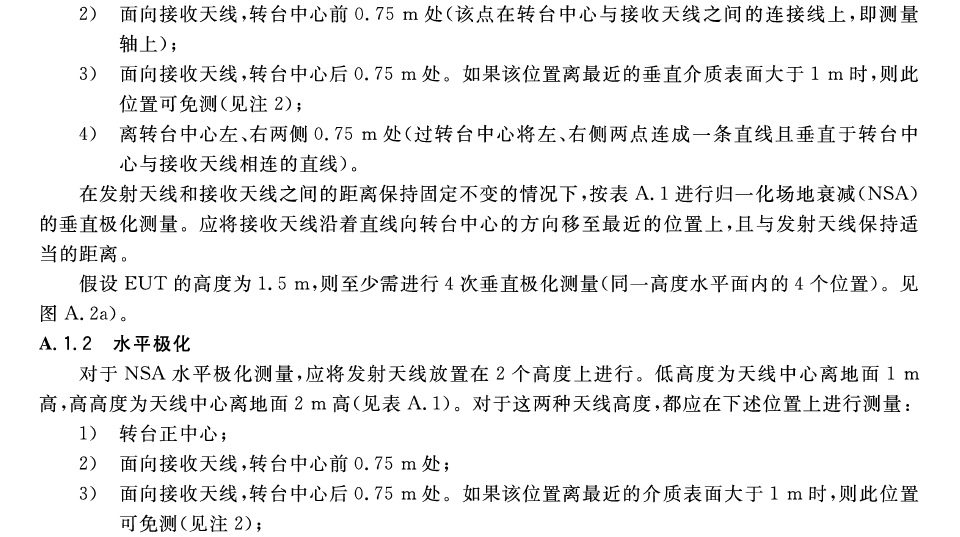 2) 面向接收天线,转台中心前 0.75 m 处(该点在转台中心与接收天线之间的连接线上,即测量
轴上);
3) 面向接收天线,转台中心后 0.75 m 处。如果该位置离最近的垂直介质表面大于 1 m 时,则此
位置可免测(见注 2);
4) 离转台中心左、右两侧 0.75 m 处(过转台中心将左、右侧两点连成一条直线且垂直于转台中
心与接收天线相连的直线)。
在发射天线和接收天线之间的距离保持固定不变的情况下,按表 A.1 进行归一化场地衰减(NSA)
的垂直极化测量。应将接收天线沿着直线向转台中心的方向移至最近的位置上,且与发射天线保持适
当的距离。
假设 EUT 的高度为 1.5 m,则至少需进行 4 次垂直极化测量(同一高度水平面内的 4 个位置)。见
图 A.2a)。
A.1.2 水平极化
对于 NSA 水平极化测量,应将发射天线放置在 2 个高度上进行。低高度为天线中心离地面 1 m
高,高高度为天线中心离地面 2 m 高(见表 A.1)。对于这两种天线高度,都应在下述位置上进行测量:
1) 转台正中心;
2) 面向接收天线,转台中心前 0.75 m 处;
3) 面向接收天线,转台中心后 0.75 m 处。如果该位置离最近的介质表面大于 1 m 时,则此位置
可免测(见注 2);